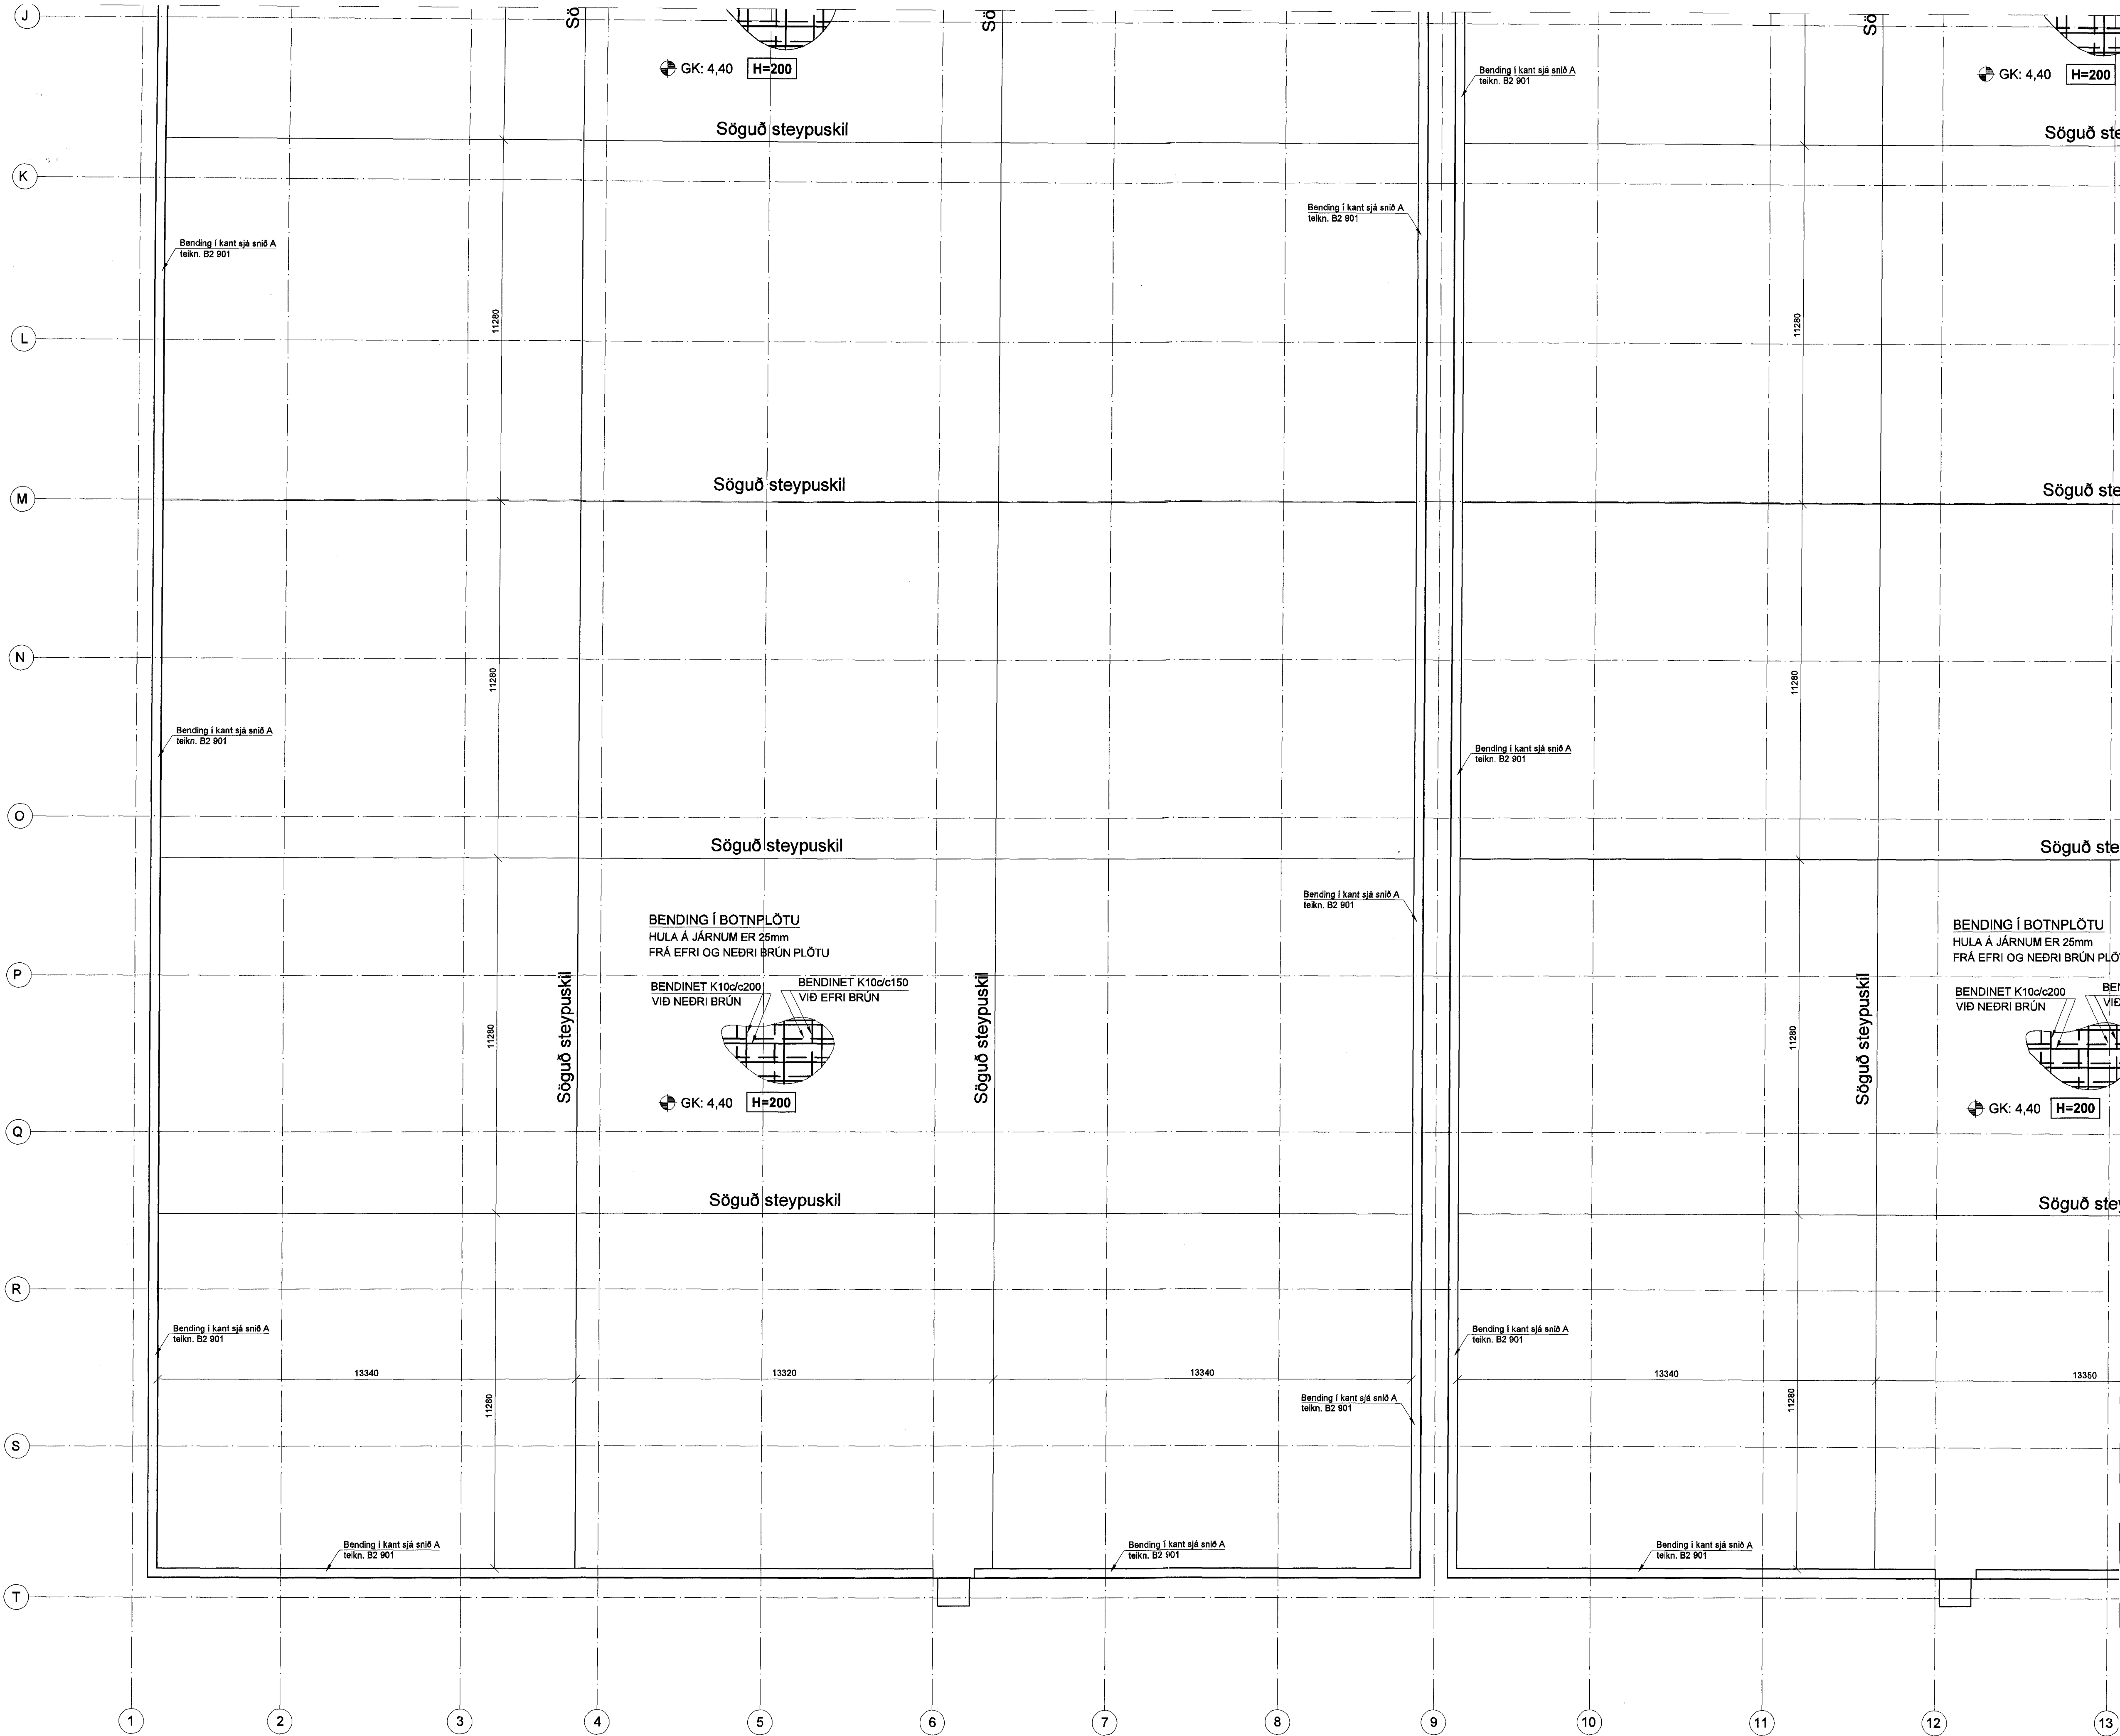 J
Sö
Sö
Sö
GK: 4,40 H=200
Bending í kant sjá snið A
teikn. B2 901
GK: 4,40 H=200
Söguð steypuskil
Söguð ste
K
Bending í kant sjá snið A
teikn. B2 901
Bending í kant sjá snið A
teikn. B2 901
11280
11280
L
Söguð steypuskil
Söguð ste
M
N
11280
11280
Bending í kant sjá snið A
teikn. B2 901
Bending í kant sjá snið A
teikn. B2 901
O
Söguð steypuskil
Söguð ste
Bending í kant sjá snið A
teikn. B2 901
BENDING Í BOTNPLÖTU
HULA Á JÁRNUM ER 25mm
FRÁ EFRI OG NEÐRI BRÚN PLÖTU
BENDING Í BOTNPLÖTU
HULA Á JÁRNUM ER 25mm
FRÁ EFRI OG NEÐRI BRÚN PLÖ
P
BENDINET K10c/c200
VIÐ NEÐRI BRÚN
BENDINET K10c/c150
VIÐ EFRI BRÚN
BENDINET K10c/c200
VIÐ NEÐRI BRÚN
BEN
VIÐ
11280
Söguð steypuskil
Söguð steypuskil
11280
Söguð steypuskil
GK: 4,40 H=200
GK: 4,40 H=200
Q
Söguð steypuskil
Söguð ste
R
Bending í kant sjá snið A
teikn. B2 901
Bending í kant sjá snið A
teikn. B2 901
13340
13320
13340
13340
13350
11280
Bending í kant sjá snið A
teikn. B2 901
11280
S
Bending í kant sjá snið A
teikn. B2 901
Bending í kant sjá snið A
teikn. B2 901
Bending í kant sjá snið A
teikn. B2 901
T
1 2 3 4 5 6 7 8 9 10 11 12 13